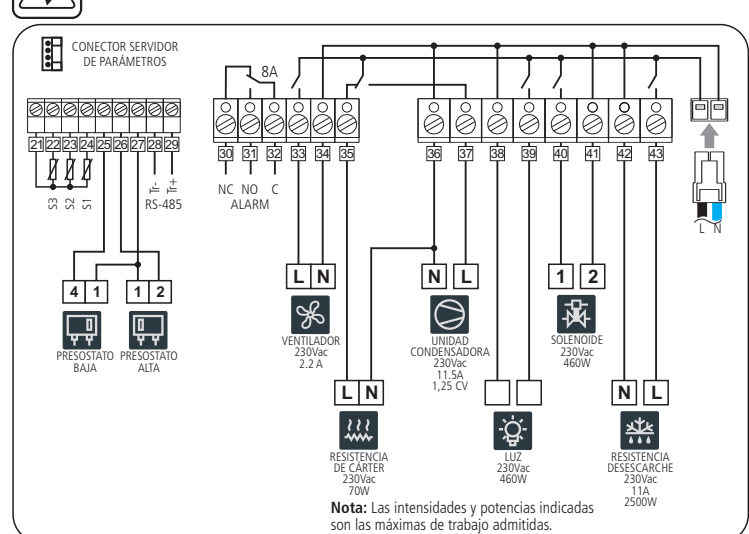 CONECTOR SERVIDOR
DE PARÁMETROS
8A
21 22 23 24 25 26 27 28 29
30 31 32 33 34 35
36 37 38 39 40 41 42 43
S3 S2 S1
Tr- Tr+
RS-485
NC NO C
ALARM
L N
4 1
1 2
PRESOSTATO
BAJA
PRESOSTATO
ALTA
L N
VENTILADOR
230Vac
2.2 A
N L
UNIDAD
CONDENSADORA
230Vac
11.5A
1,25 CV
1 2
SOLENOIDE
230Vac
460W
L N
RESISTENCIA
DE CÁRTER
230Vac
70W
LUZ
230Vac
460W
N L
RESISTENCIA
DESESCARCHE
230Vac
11A
2500W
Nota: Las intensidades y potencias indicadas
son las máximas de trabajo admitidas.